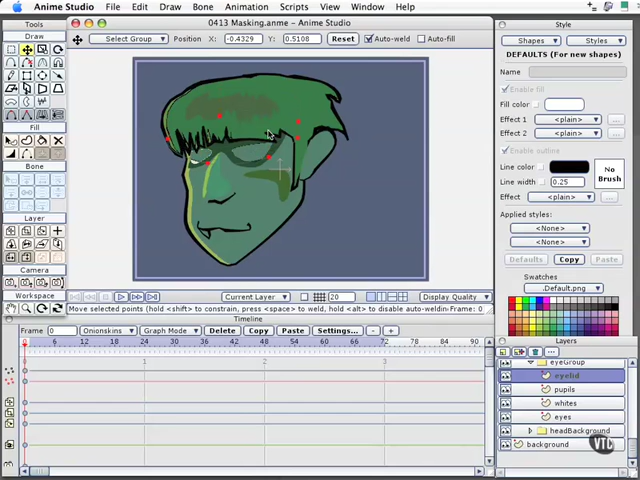 Anime Studio File Edit Draw Bone Animation Scripts View Window Help
0413 Masking.anme - Anime Studio
Tools
Draw
Fill
Bone
Layer
Camera
Workspace
Select Group Position X: -0.4329 Y: 0.5108 Reset Auto-weld Auto-fill
Current Layer 20 Display Quality
Move selected points (hold <shift> to constrain, press <space> to weld, hold <alt> to disable auto-weldin Frame: 0
Timeline
Frame 0 Onionskins Graph Mode Delete Copy Paste Settings... - +
0 6 12 18 24 30 36 42 48 54 60 66 72 78 84 90
1 2 3
Style
Shapes Styles
DEFAULTS (For new shapes)
Name
Enable fill
Fill color
Effect 1 <plain> ...
Effect 2 <plain> ...
Enable outline
Line color
Line width 0.25
No Brush
Effect <plain> ...
Applied styles:
<None>
<None>
Defaults Copy Paste
Swatches
.Default.png
Layers
eyeGroup
eyelid
pupils
whites
eyes
headBackground
background
VTC